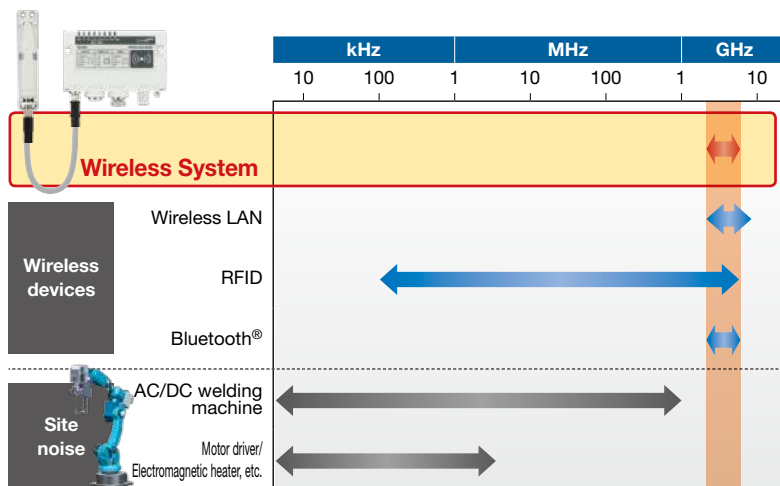 kHz MHz GHz
10 100 1 10 100 1 10
Wireless System
Wireless LAN
Wireless
devices
RFID
Bluetooth®
AC/DC welding
machine
Site
noise
Motor driver/
Electromagnetic heater, etc.